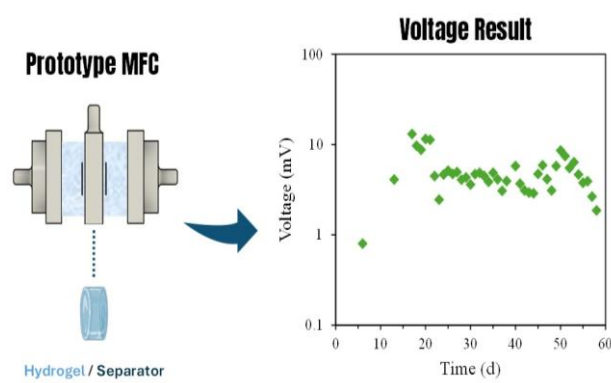 Prototype MFC
Hydrogel / Separator
Voltage Result
100
10
1
0.1
Voltage (mV)
0 10 20 30 40 50 60
Time (d)